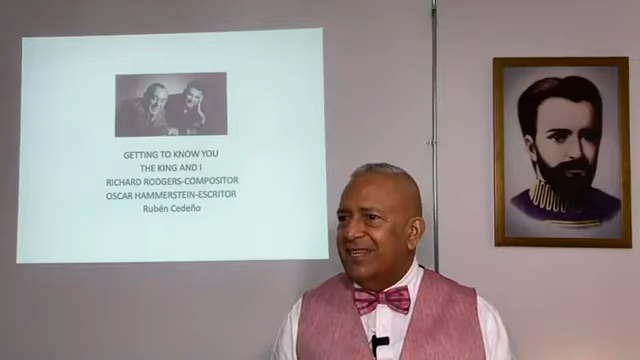 GETTING TO KNOW YOU
THE KING AND I
RICHARD RODGERS-COMPOSITOR
OSCAR HAMMERSTEIN-ESCRITOR
Rubén Cedeño